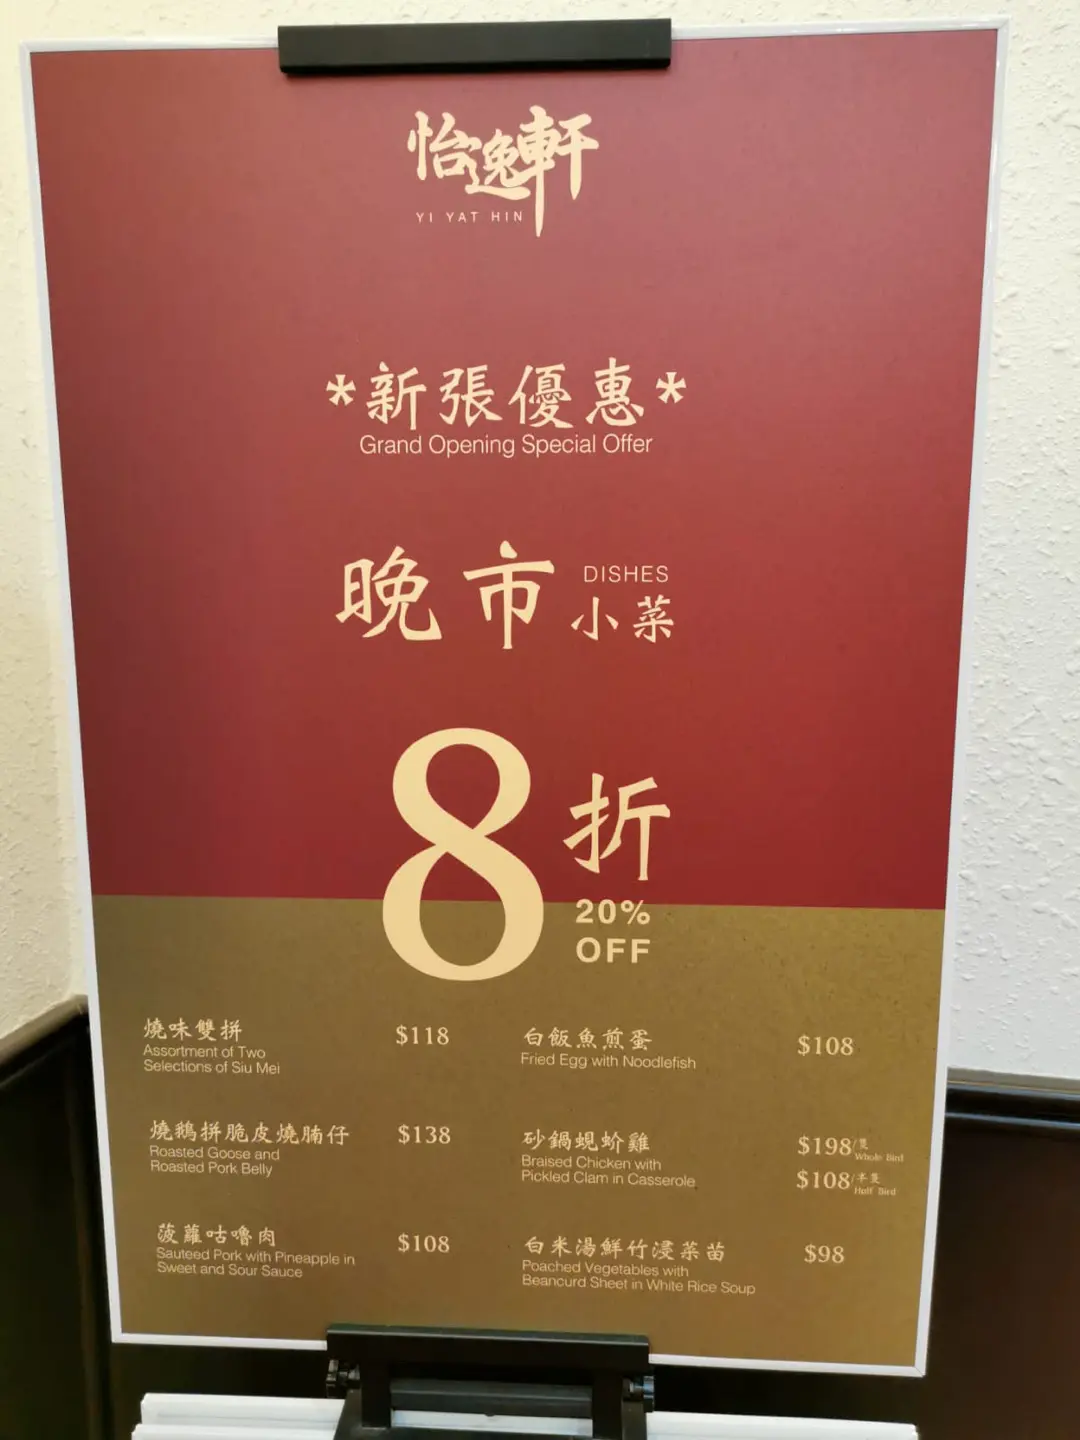 怡逸軒
YI YAT HIN
*新張優惠*
Grand Opening Special Offer
晚市
DISHES
小菜
8折
20%
OFF
燒味雙拼 $118
Assortment of Two
Selections of Siu Mei
燒鵝拼脆皮燒腩仔 $138
Roasted Goose and
Roasted Pork Belly
菠蘿咕嚕肉 $108
Sauteed Pork with Pineapple in
Sweet and Sour Sauce
白飯魚煎蛋 $108
Fried Egg with Noodlefish
砂鍋蜆蚧雞 $198/隻
Whole Bird
Braised Chicken with
Pickled Clam in Casserole
$108/半隻
Half Bird
白米湯鮮竹浸菜苗 $98
Poached Vegetables with
Beancurd Sheet in White Rice Soup